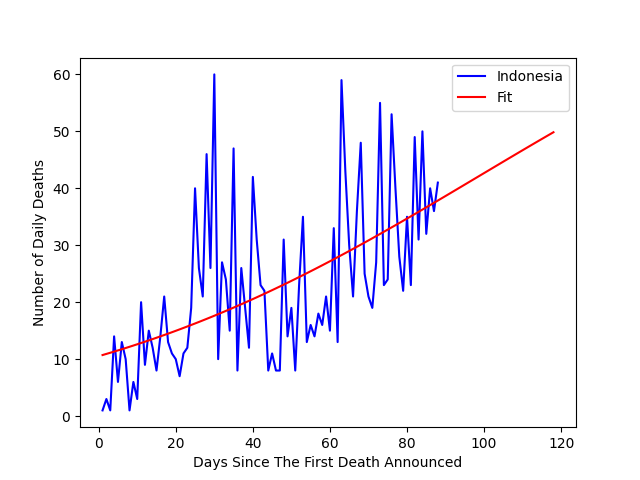 Indonesia
Fit
60
50
40
30
20
10
0
Number of Daily Deaths
0 20 40 60 80 100 120
Days Since The First Death Announced